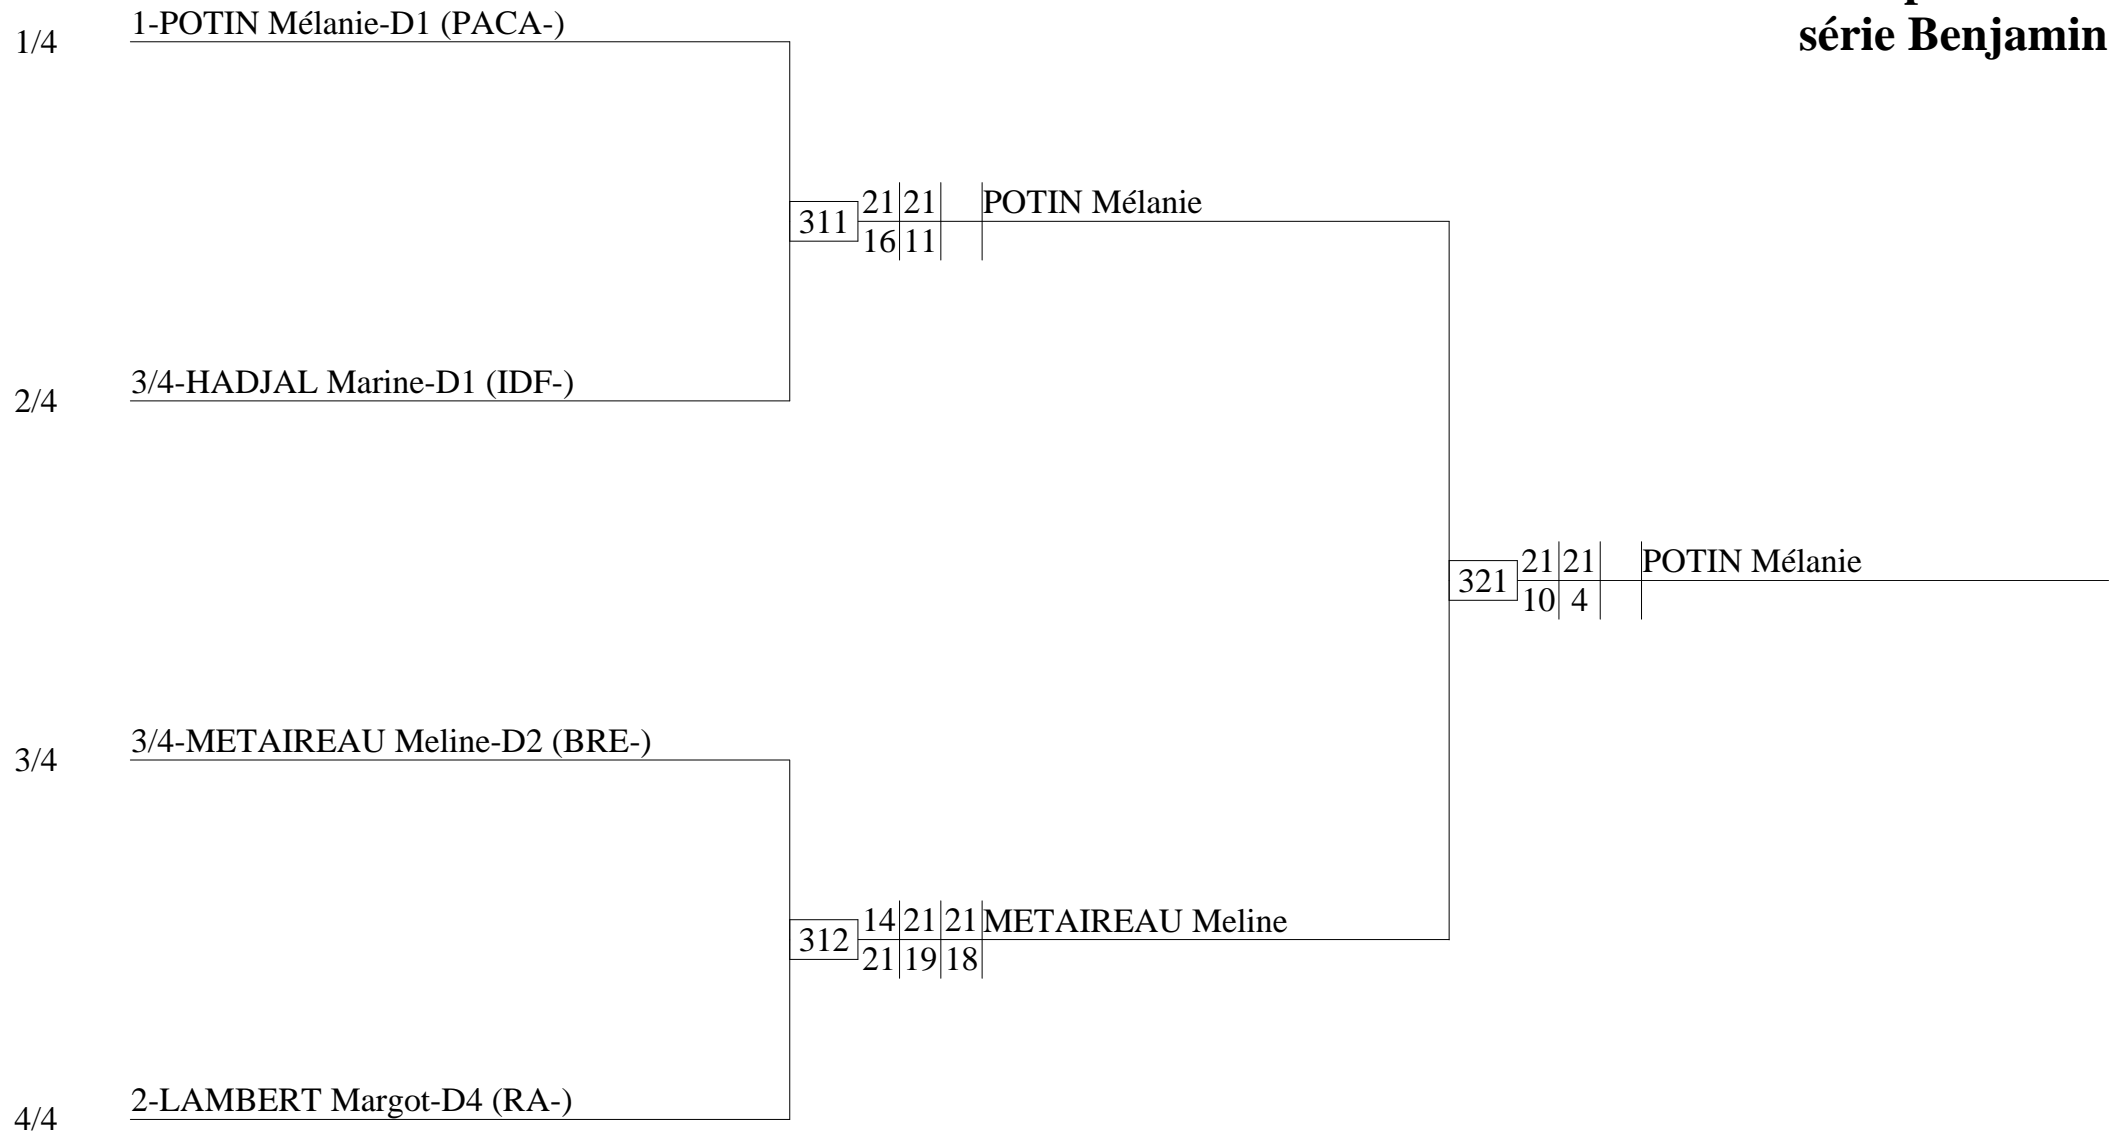 série Benjamin
1/4
1-POTIN Mélanie-D1 (PACA-)
311
21 21
16 11
POTIN Mélanie
2/4
3/4-HADJAL Marine-D1 (IDF-)
321
21 21
10 4
POTIN Mélanie
3/4
3/4-METAIREAU Meline-D2 (BRE-)
312
14 21 21
21 19 18
METAIREAU Meline
4/4
2-LAMBERT Margot-D4 (RA-)